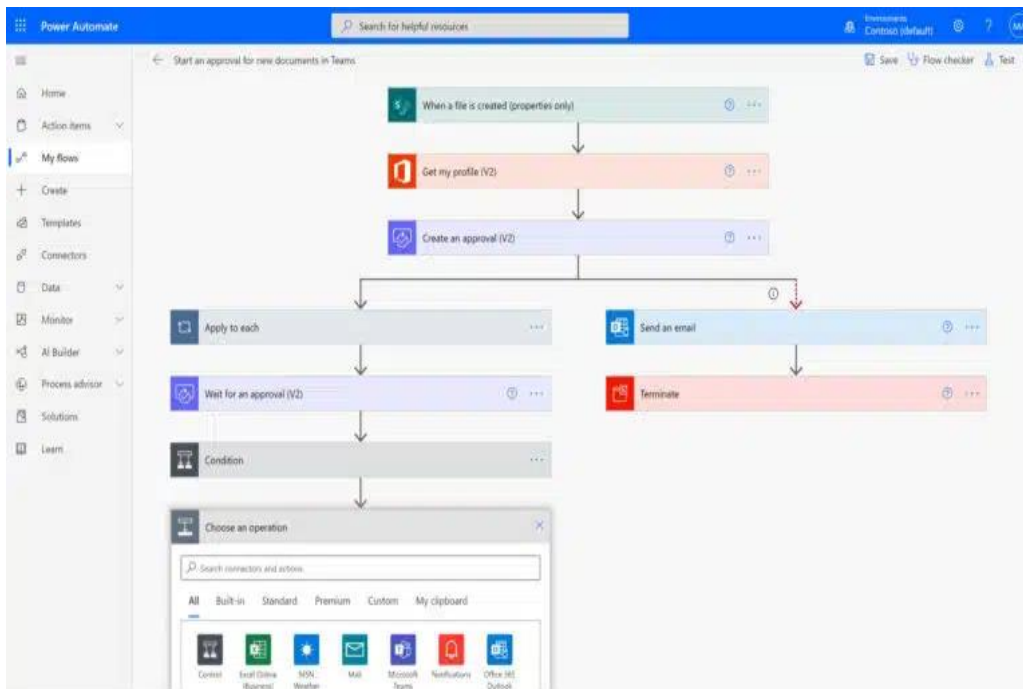 Power Automate
Search for helpful resources
Environments
Contoso (default)
Start an approval for new documents in Teams
Save Flow checker Test
Home
Action items
My flows
Create
Templates
Connectors
Data
Monitor
AI Builder
Process advisor
Solutions
Learn
When a file is created (properties only)
Get my profile (V2)
Create an approval (V2)
Apply to each
Send an email
Wait for an approval (V2)
Terminate
Condition
Choose an operation
Search connectors and actions
All Built-in Standard Premium Custom My clipboard
Control
Excel Online
(Business)
MSN
Weather
Mail
Microsoft
Teams
Notifications
Office 365
Outlook